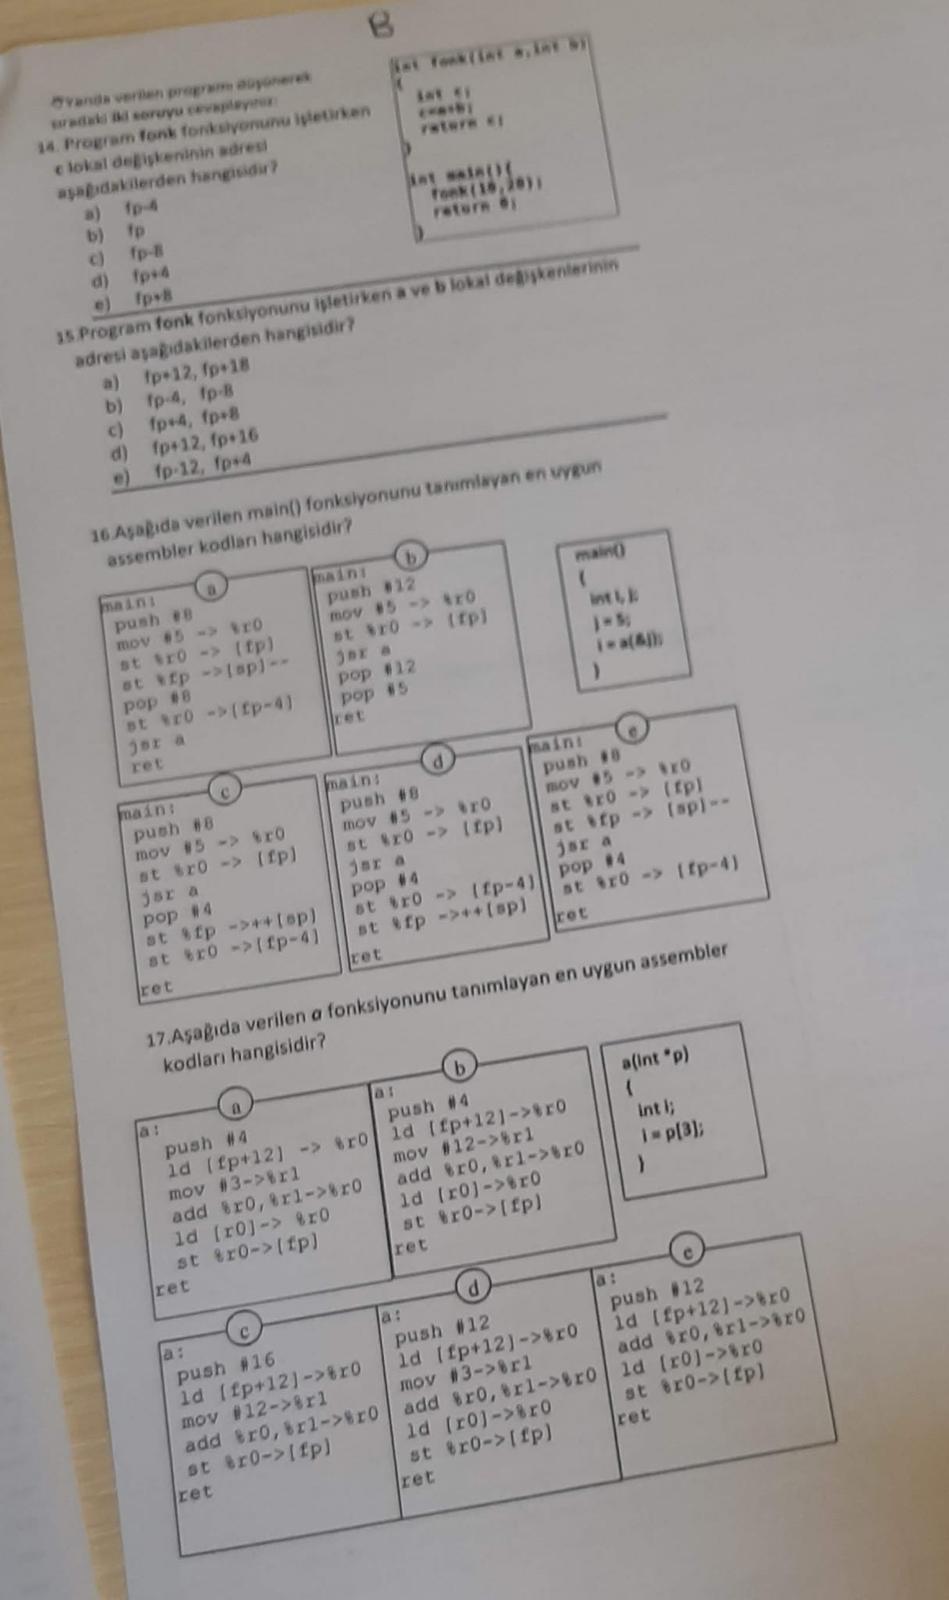 B
Yanda verilen programı düşünerek
sıradaki iki soruyu cevaplayınız:
14. Program fonk fonksiyonunu işletirken
c lokal değişkeninin adresi
aşağıdakilerden hangisidir?
a) fp-4
b) fp
c) fp-8
d) fp+4
e) fp+8
int fonk(int a,int b)
{
int c;
c=a+b;
return c;
}
int main(){
fonk(10,20);
return 0;
}
15.Program fonk fonksiyonunu işletirken a ve b lokal değişkenlerinin
adresi aşağıdakilerden hangisidir?
a) fp+12, fp+18
b) fp-4, fp-8
c) fp+4, fp+8
d) fp+12, fp+16
e) fp-12, fp+4
16.Aşağıda verilen main() fonksiyonunu tanımlayan en uygun
assembler kodları hangisidir?
a
main:
push #8
mov #5 -> %r0
st %r0 -> [fp]
st %fp ->[sp]--
pop #8
st %r0 ->[fp-4]
jsr a
ret
b
main:
push #12
mov #5 -> %r0
st %r0 -> [fp]
jsr a
pop #12
pop #5
ret
main()
{
int i, j;
j = 5;
i = a(&j);
}
c
main:
push #8
mov #5 -> %r0
st %r0 -> [fp]
jsr a
pop #4
st %fp ->++[sp]
st %r0 ->[fp-4]
ret
d
main:
push #8
mov #5 -> %r0
st %r0 -> [fp]
jsr a
pop #4
st %r0 -> [fp-4]
st %fp ->++[sp]
ret
e
main:
push #8
mov #5 -> %r0
st %r0 -> [fp]
st %fp -> [sp]--
jsr a
pop #4
st %r0 -> [fp-4]
ret
17.Aşağıda verilen a fonksiyonunu tanımlayan en uygun assembler
kodları hangisidir?
a
a:
push #4
ld [fp+12] -> %r0
mov #3->%r1
add %r0,%r1->%r0
ld [r0]-> %r0
st %r0->[fp]
ret
b
a:
push #4
ld [fp+12]->%r0
mov #12->%r1
add %r0,%r1->%r0
ld [r0]->%r0
st %r0->[fp]
ret
a(int *p)
{
int i;
i = p[3];
}
c
a:
push #16
ld [fp+12]->%r0
mov #12->%r1
add %r0,%r1->%r0
st %r0->[fp]
ret
d
a:
push #12
ld [fp+12]->%r0
mov #3->%r1
add %r0,%r1->%r0
ld [r0]->%r0
st %r0->[fp]
ret
e
a:
push #12
ld [fp+12]->%r0
add %r0,%r1->%r0
ld [r0]->%r0
st %r0->[fp]
ret